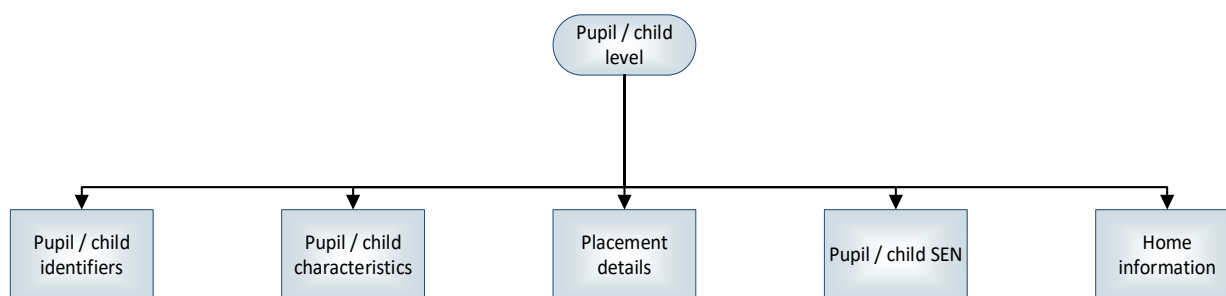 Pupil / child
level
Pupil / child
identifiers
Pupil / child
characteristics
Placement
details
Pupil / child SEN
Home
information